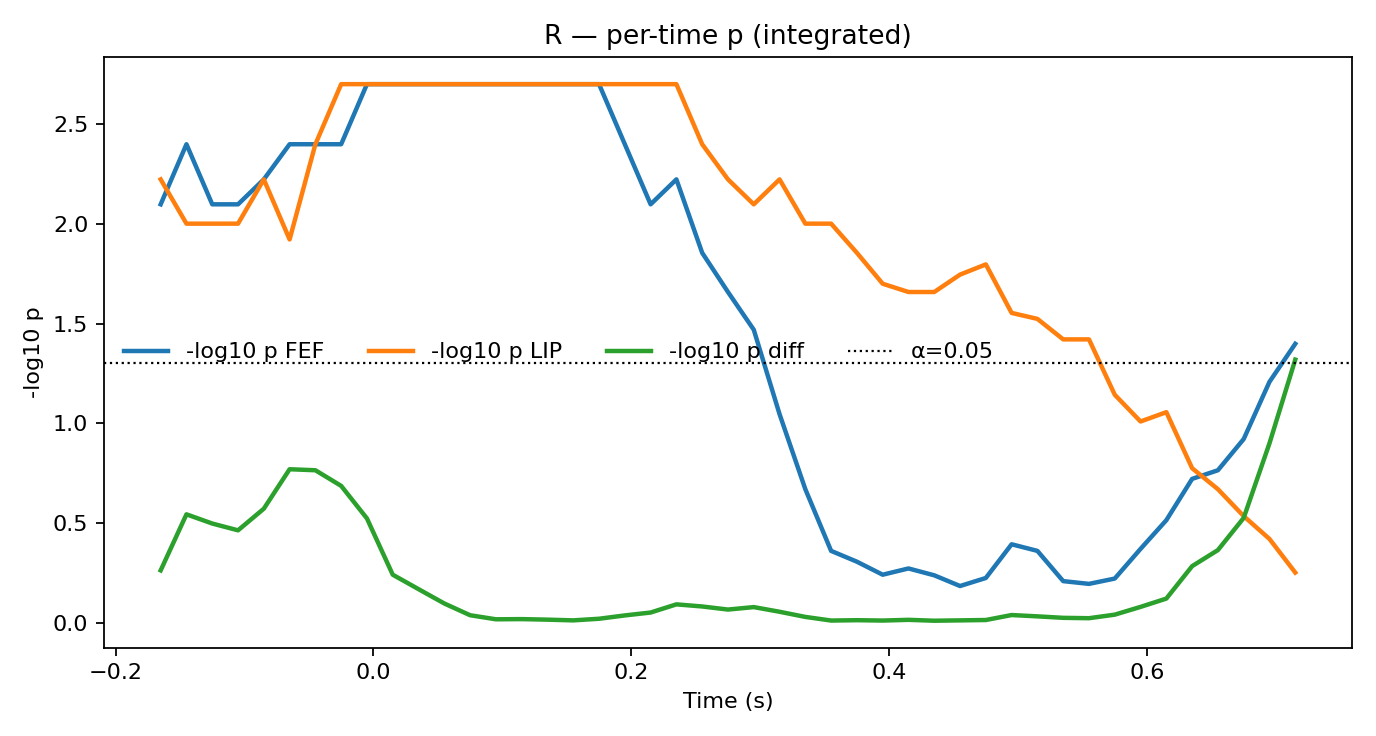 R — per-time p (integrated)
-log10 p
2.5
2.0
1.5
1.0
0.5
0.0
-log10 p FEF -log10 p LIP -log10 p diff α=0.05
−0.2 0.0 0.2 0.4 0.6
Time (s)